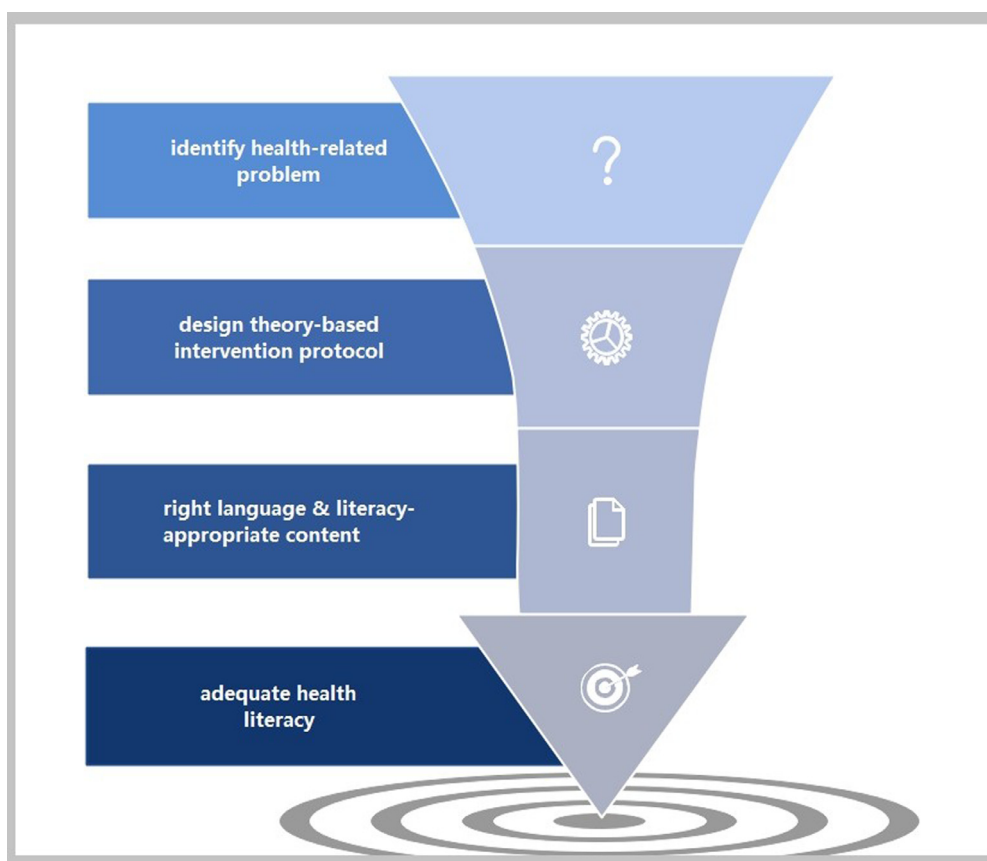 identify health-related
problem
design theory-based
intervention protocol
right language & literacy-
appropriate content
adequate health
literacy